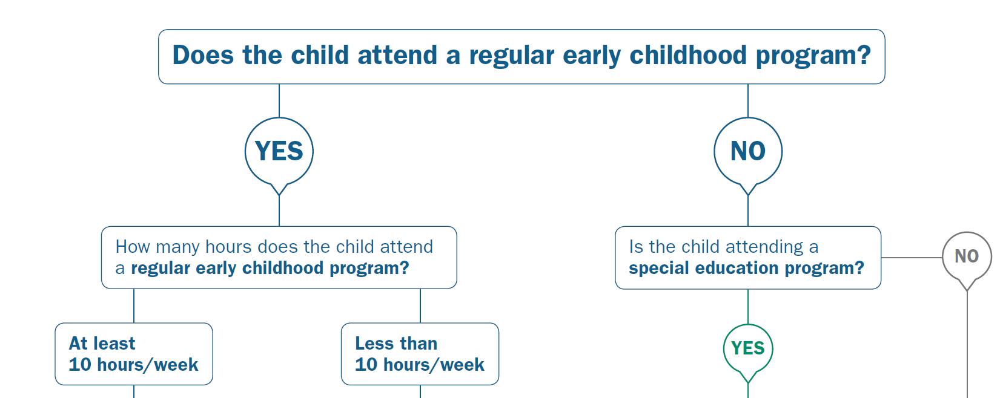 Does the child attend a regular early childhood program?
YES
NO
How many hours does the child attend
a regular early childhood program?
Is the child attending a
special education program?
NO
At least
10 hours/week
Less than
10 hours/week
YES